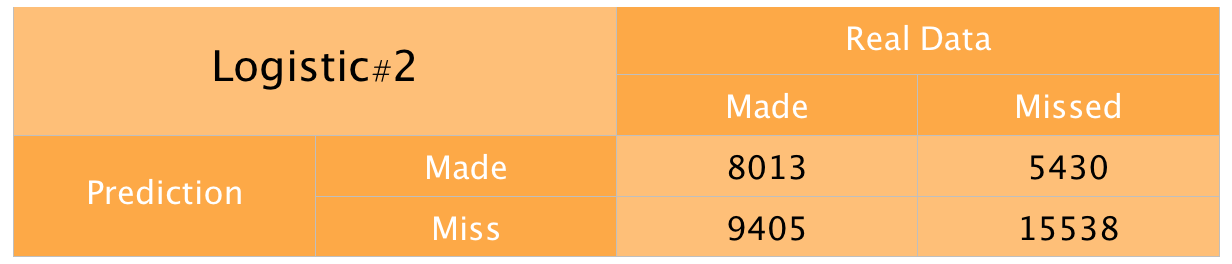 Logistic#2
Real Data
Made Missed
Prediction
Made 8013 5430
Miss 9405 15538